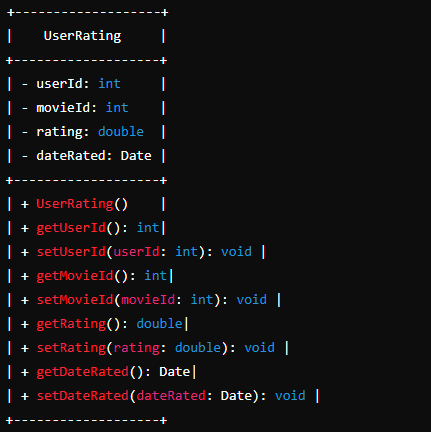 +-------------------+
|    UserRating     |
+-------------------+
| - userId: int     |
| - movieId: int    |
| - rating: double  |
| - dateRated: Date |
+-------------------+
| + UserRating()    |
| + getUserId(): int|
| + setUserId(userId: int): void |
| + getMovieId(): int|
| + setMovieId(movieId: int): void |
| + getRating(): double|
| + setRating(rating: double): void |
| + getDateRated(): Date|
| + setDateRated(dateRated: Date): void |
+-------------------+